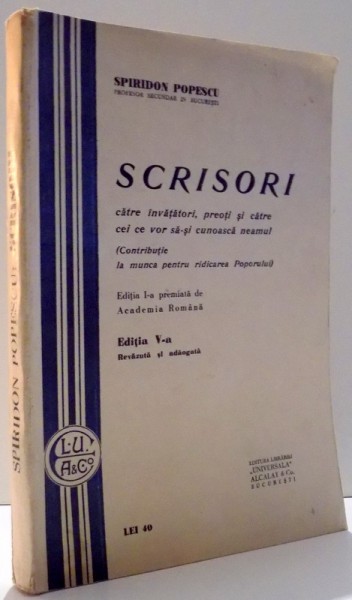 SPIRIDON POPESCU
PROFESOR SECUNDAR ÎN BUCUREȘTI
SCRISORI
către învățători, preoți și către
cei ce vor să-și cunoască neamul
(Contribuție
la munca pentru ridicarea Poporului)
Ediția I-a premiată de
Academia Română
Ediția V-a
Revăzută și adăugată
L.U.
A&Co
EDITURA LIBRĂRIEI
„UNIVERSALA"
ALCALAY & Co.
BUCUREȘTI
LEI 40
SPIRIDON POPESCU